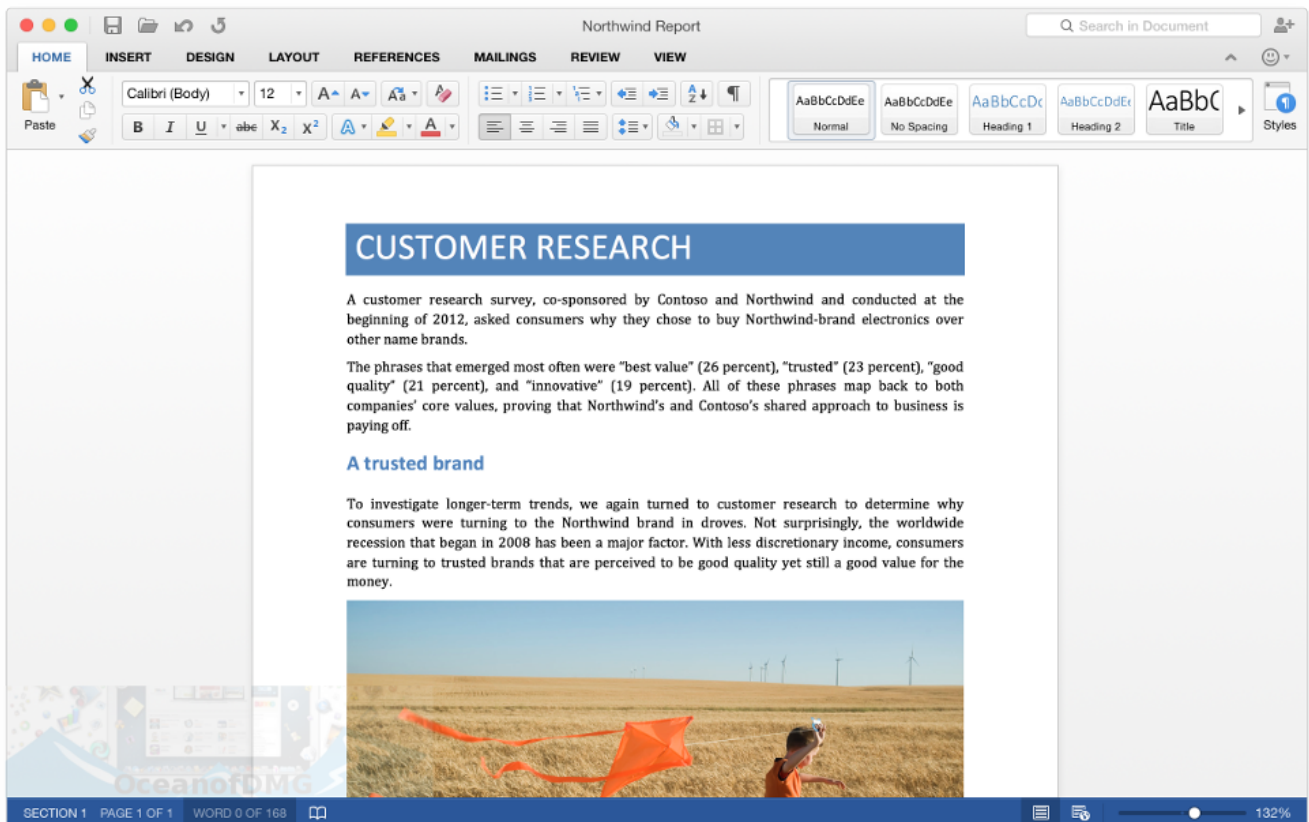 Northwind Report
Search in Document
HOME INSERT DESIGN LAYOUT REFERENCES MAILINGS REVIEW VIEW
Calibri (Body) 12 A A Aa A
Paste
B I U abc X2 X2 A A
AaBbCcDdEe AaBbCcDdEe AaBbCcDc AaBbCcDdEe AaBbC
Normal No Spacing Heading 1 Heading 2 Title Styles
CUSTOMER RESEARCH
A customer research survey, co-sponsored by Contoso and Northwind and conducted at the
beginning of 2012, asked consumers why they chose to buy Northwind-brand electronics over
other name brands.
The phrases that emerged most often were “best value” (26 percent), “trusted” (23 percent), “good
quality” (21 percent), and “innovative” (19 percent). All of these phrases map back to both
companies’ core values, proving that Northwind’s and Contoso’s shared approach to business is
paying off.
A trusted brand
To investigate longer-term trends, we again turned to customer research to determine why
consumers were turning to the Northwind brand in droves. Not surprisingly, the worldwide
recession that began in 2008 has been a major factor. With less discretionary income, consumers
are turning to trusted brands that are perceived to be good quality yet still a good value for the
money.
OceanofDMG
SECTION 1 PAGE 1 OF 1 WORD 0 OF 168 132%